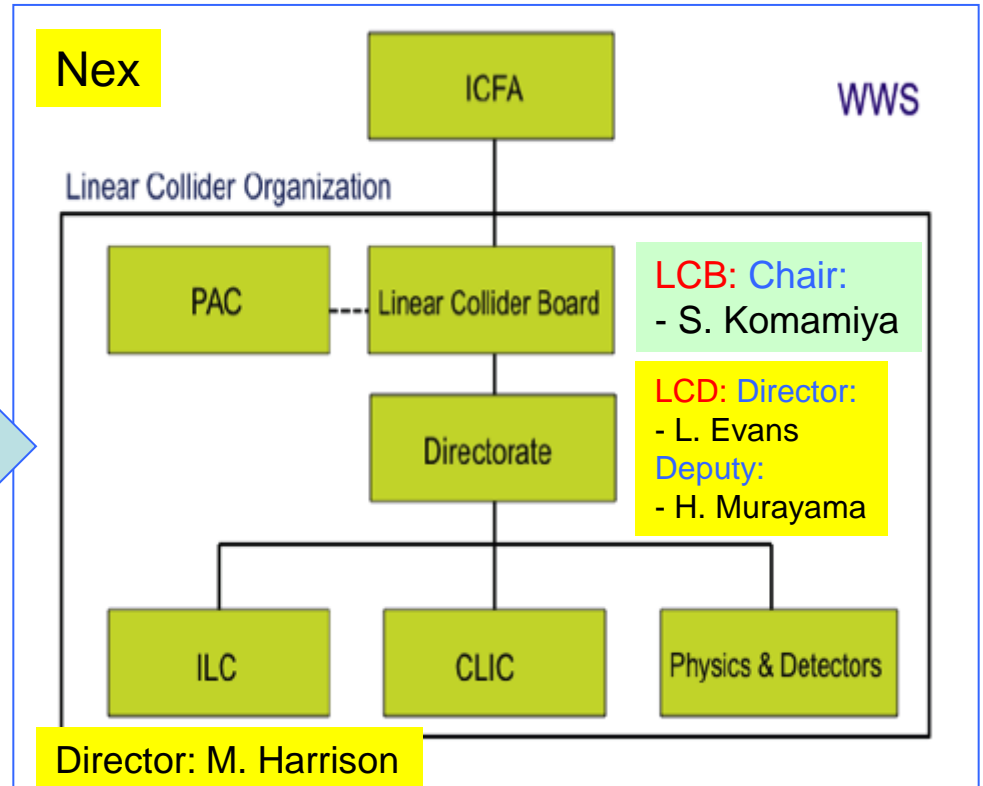 Nex
ICFA
WWS
Linear Collider Organization
PAC
Linear Collider Board
LCB: Chair:
- S. Komamiya
Directorate
LCD: Director:
- L. Evans
Deputy:
- H. Murayama
ILC
CLIC
Physics & Detectors
Director: M. Harrison